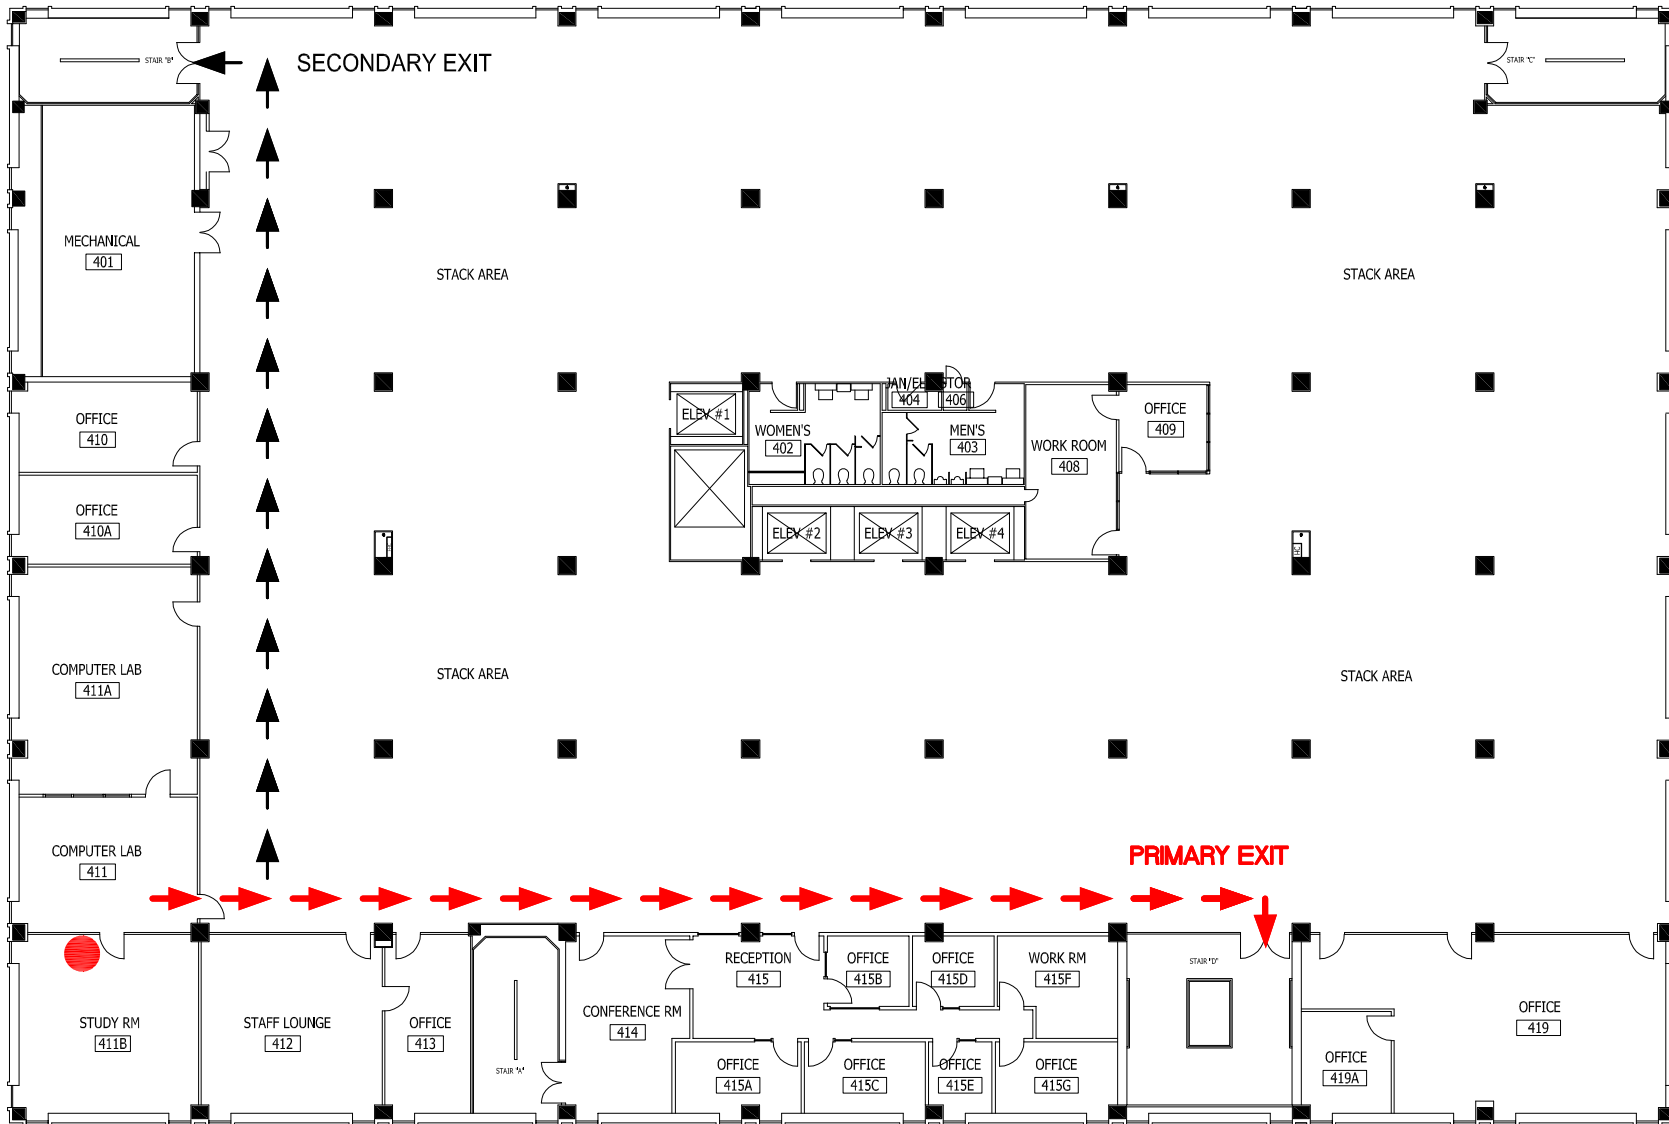 STAIR "B"
SECONDARY EXIT
STAIR "C"
MECHANICAL
401
STACK AREA
STACK AREA
OFFICE
410
ELEV #1
WOMEN'S
402
404
406
MEN'S
403
WORK ROOM
408
OFFICE
409
OFFICE
410A
ELEV #2
ELEV #3
ELEV #4
COMPUTER LAB
411A
STACK AREA
STACK AREA
COMPUTER LAB
411
PRIMARY EXIT
STUDY RM
411B
STAFF LOUNGE
412
OFFICE
413
STAIR "A"
CONFERENCE RM
414
RECEPTION
415
OFFICE
415B
OFFICE
415D
WORK RM
415F
OFFICE
415A
OFFICE
415C
OFFICE
415E
OFFICE
415G
STAIR "D"
OFFICE
419
OFFICE
419A